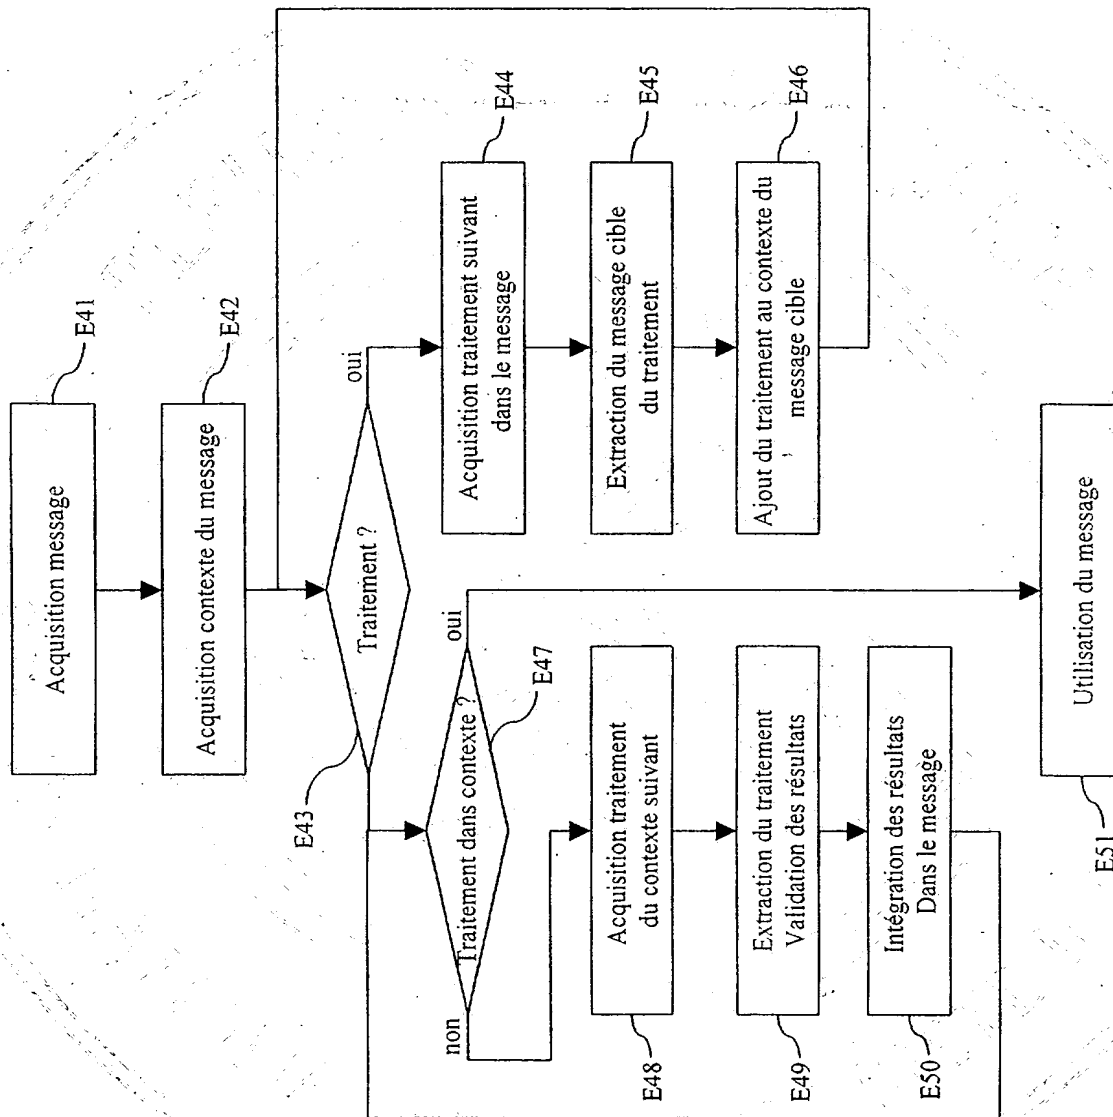 Acquisition message
E41
Acquisition contexte du message
E42
Traitement ?
E43
oui
Acquisition traitement suivant
dans le message
E44
Extraction du message cible
du traitement
E45
Ajout du traitement au contexte du
message cible
E46
Traitement dans contexte ?
E47
oui
non
Acquisition traitement
du contexte suivant
E48
Extraction du traitement
Validation des résultats
E49
Intégration des résultats
Dans le message
E50
Utilisation du message
E51